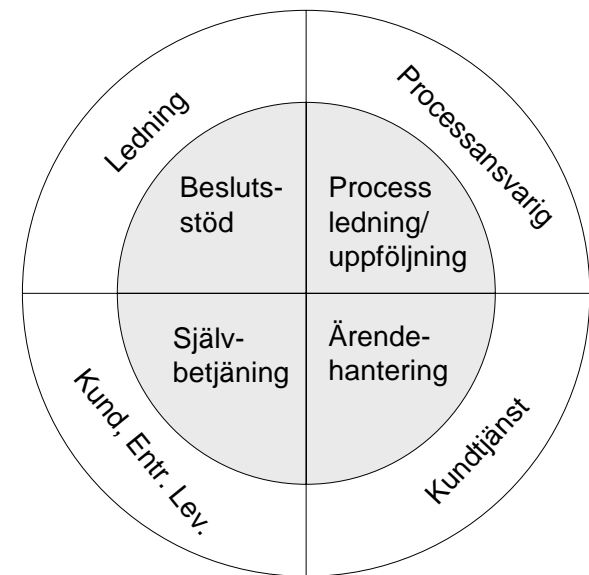 Ledning
Processansvarig
Besluts-
stöd
Process
ledning/
uppföljning
Själv-
betjäning
Ärende-
hantering
Kund, Entr. Lev.
Kundtjänst